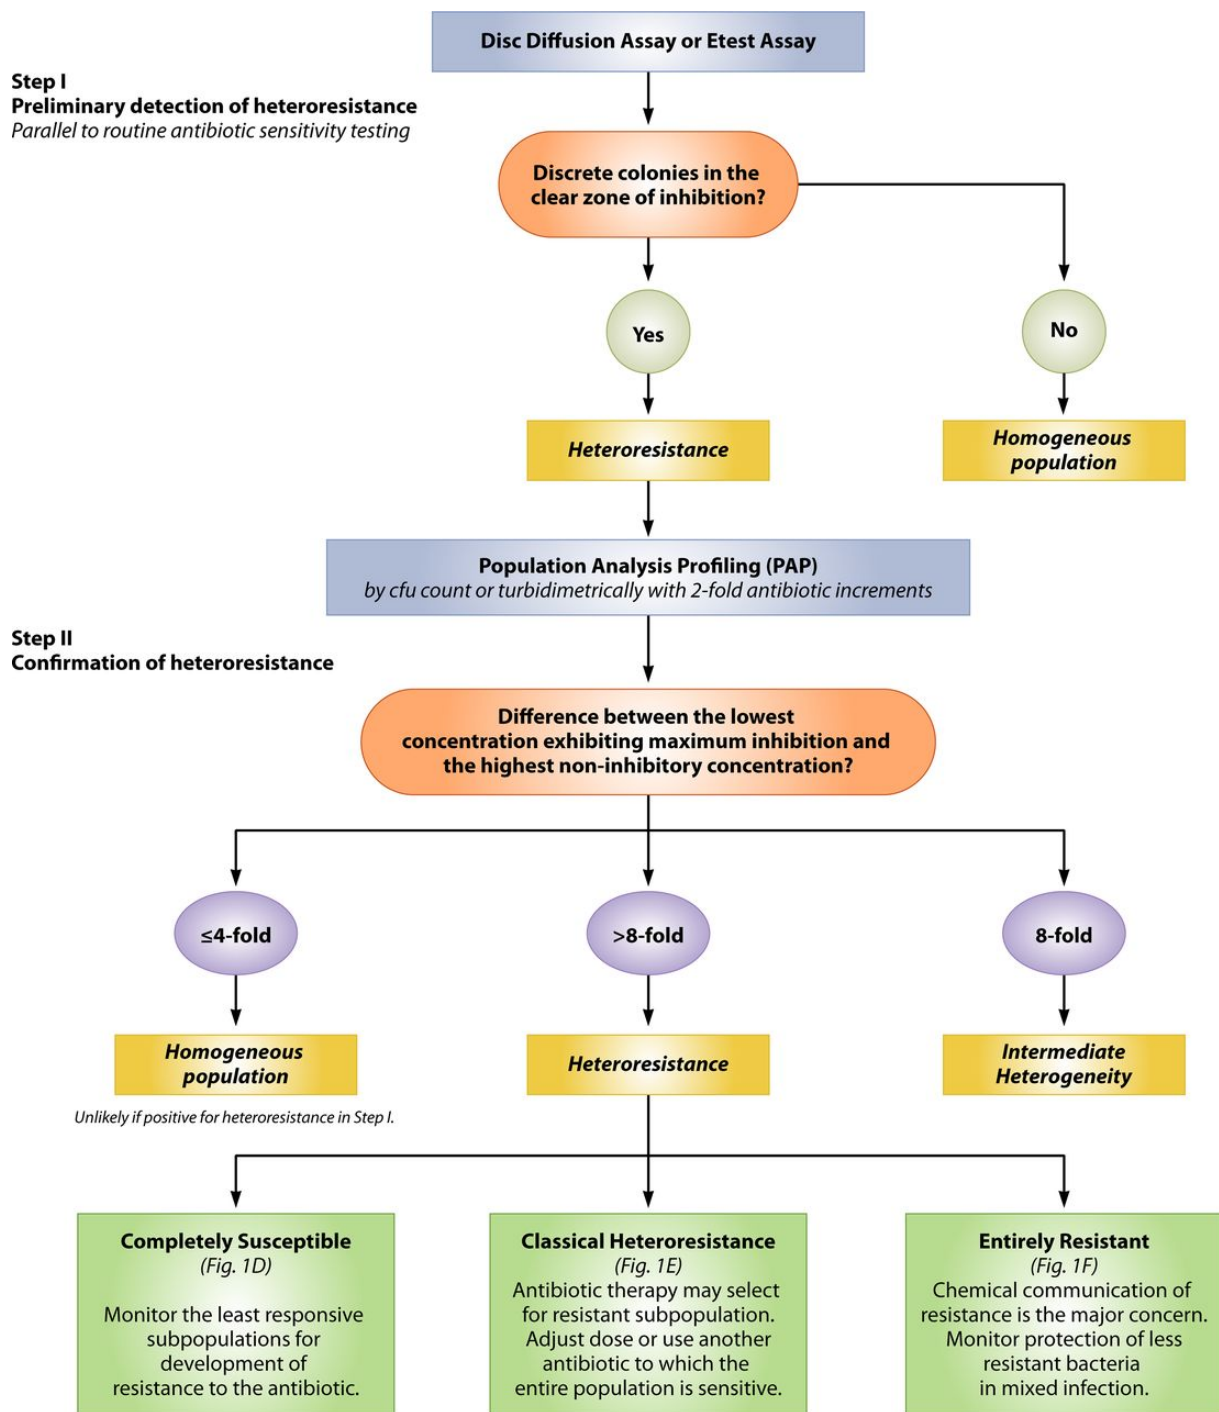 Disc Diffusion Assay or Etest Assay
Step I
Preliminary detection of heteroresistance
Parallel to routine antibiotic sensitivity testing
Discrete colonies in the
clear zone of inhibition?
Yes
No
Heteroresistance
Homogeneous
population
Population Analysis Profiling (PAP)
by cfu count or turbidimetrically with 2-fold antibiotic increments
Step II
Confirmation of heteroresistance
Difference between the lowest
concentration exhibiting maximum inhibition and
the highest non-inhibitory concentration?
≤4-fold
>8-fold
8-fold
Homogeneous
population
Unlikely if positive for heteroresistance in Step I.
Heteroresistance
Intermediate
Heterogeneity
Completely Susceptible
(Fig. 1D)
Monitor the least responsive
subpopulations for
development of
resistance to the antibiotic.
Classical Heteroresistance
(Fig. 1E)
Antibiotic therapy may select
for resistant subpopulation.
Adjust dose or use another
antibiotic to which the
entire population is sensitive.
Entirely Resistant
(Fig. 1F)
Chemical communication of
resistance is the major concern.
Monitor protection of less
resistant bacteria
in mixed infection.